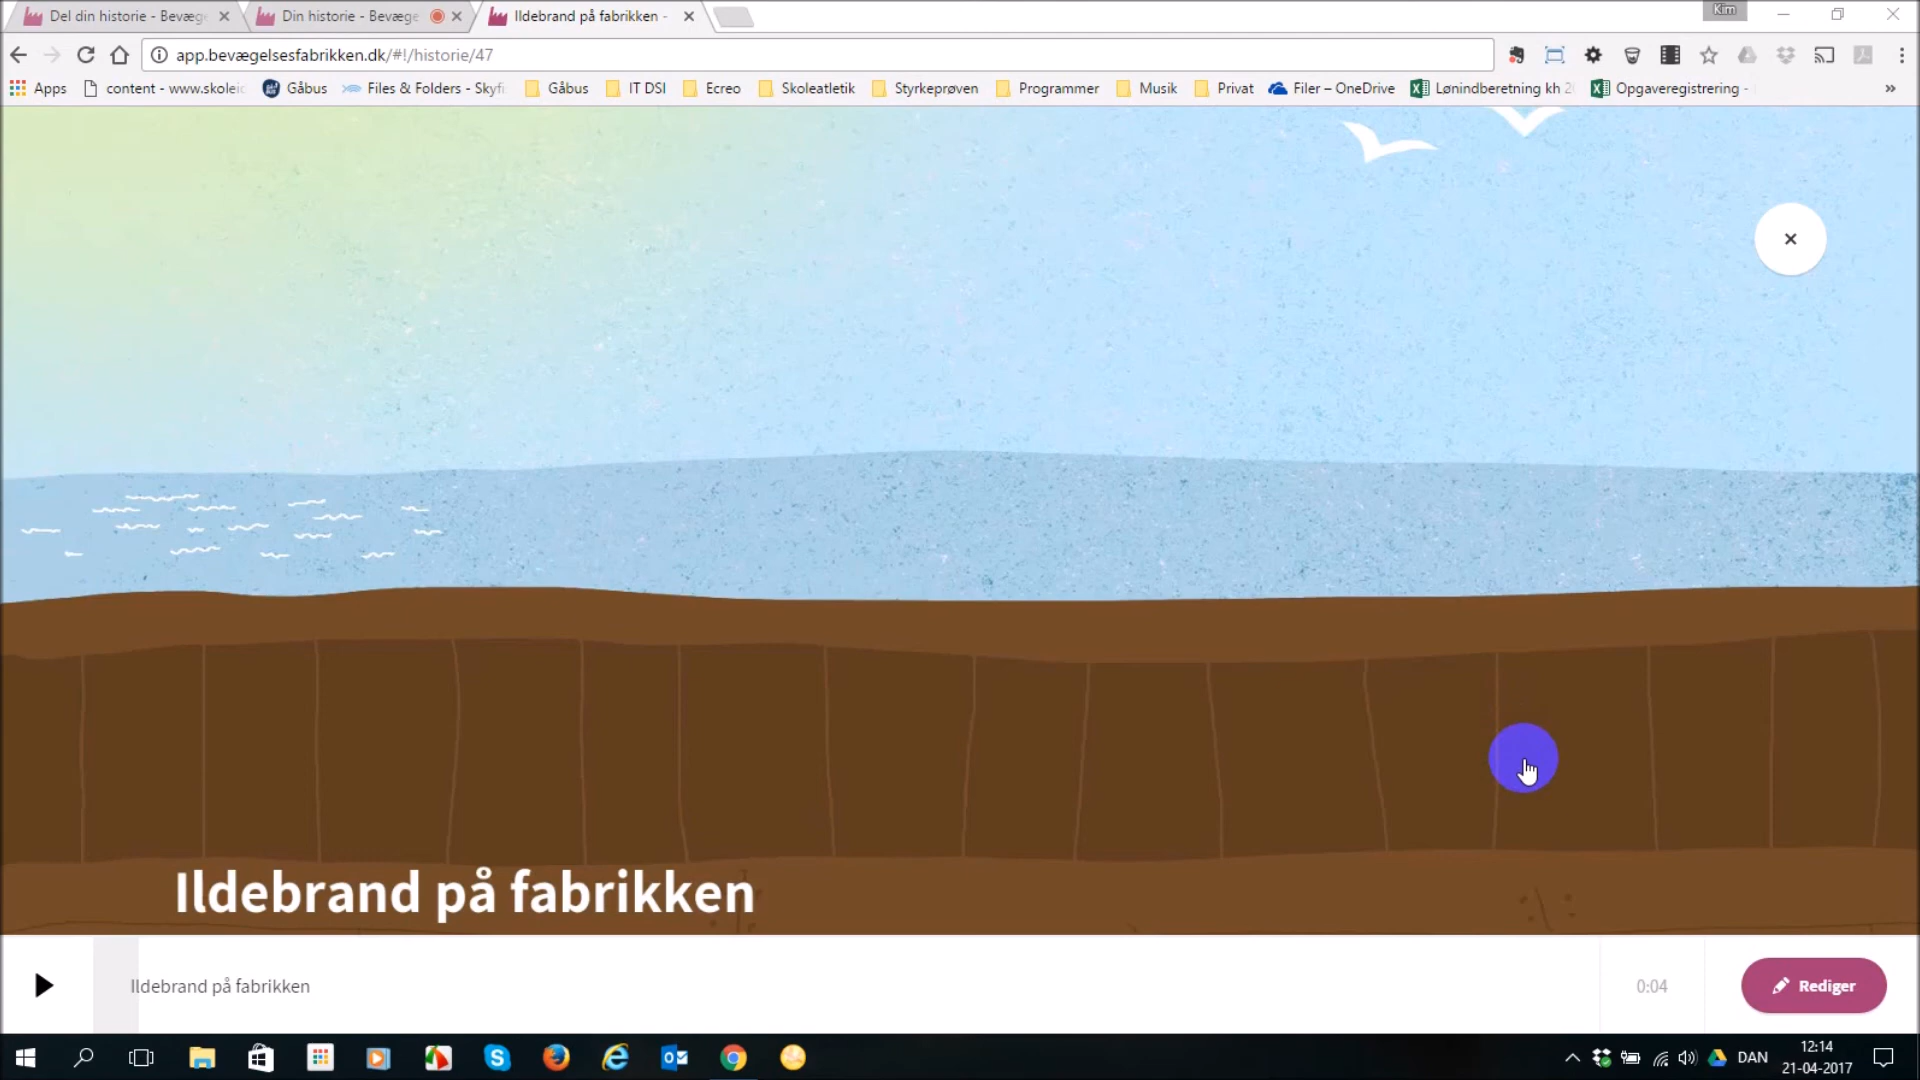 Del din historie - Bevæge
Din historie - Bevæge
Ildebrand på fabrikken -
Kim
app.bevægelsesfabrikken.dk/#!/historie/47
Apps
content - www.skoleic
Gåbus
Files & Folders - Skyf
Gåbus
IT DSI
Ecreo
Skoleatletik
Styrkeprøven
Programmer
Musik
Privat
Filer – OneDrive
Lønindberetning kh 2
Opgaveregistrering -
»
Ildebrand på fabrikken
Ildebrand på fabrikken
0:04
Rediger
DAN
12:14
21-04-2017